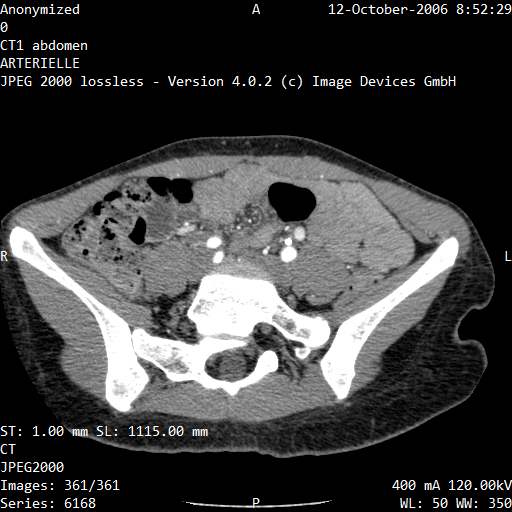 Anonymized A 12-October-2006 8:52:29
0
CT1 abdomen
ARTERIELLE
JPEG 2000 lossless - Version 4.0.2 (c) Image Devices GmbH
R L
ST: 1.00 mm SL: 1115.00 mm
CT
JPEG2000
Images: 361/361 400 mA 120.00kV
Series: 6168 P WL: 50 WW: 350